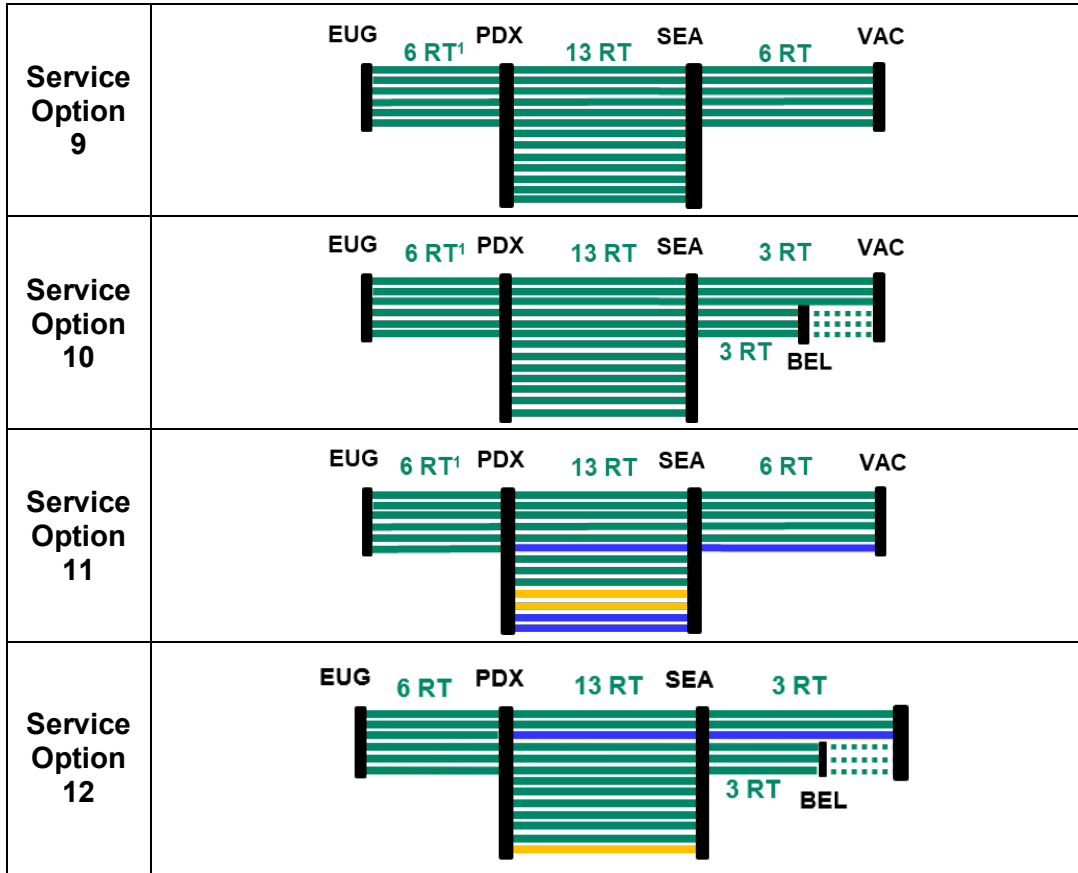 Service
Option
9
EUG 6 RT¹ PDX 13 RT SEA 6 RT VAC
Service
Option
10
EUG 6 RT¹ PDX 13 RT SEA 3 RT VAC
3 RT BEL
Service
Option
11
EUG 6 RT¹ PDX 13 RT SEA 6 RT VAC
Service
Option
12
EUG 6 RT PDX 13 RT SEA 3 RT
3 RT BEL